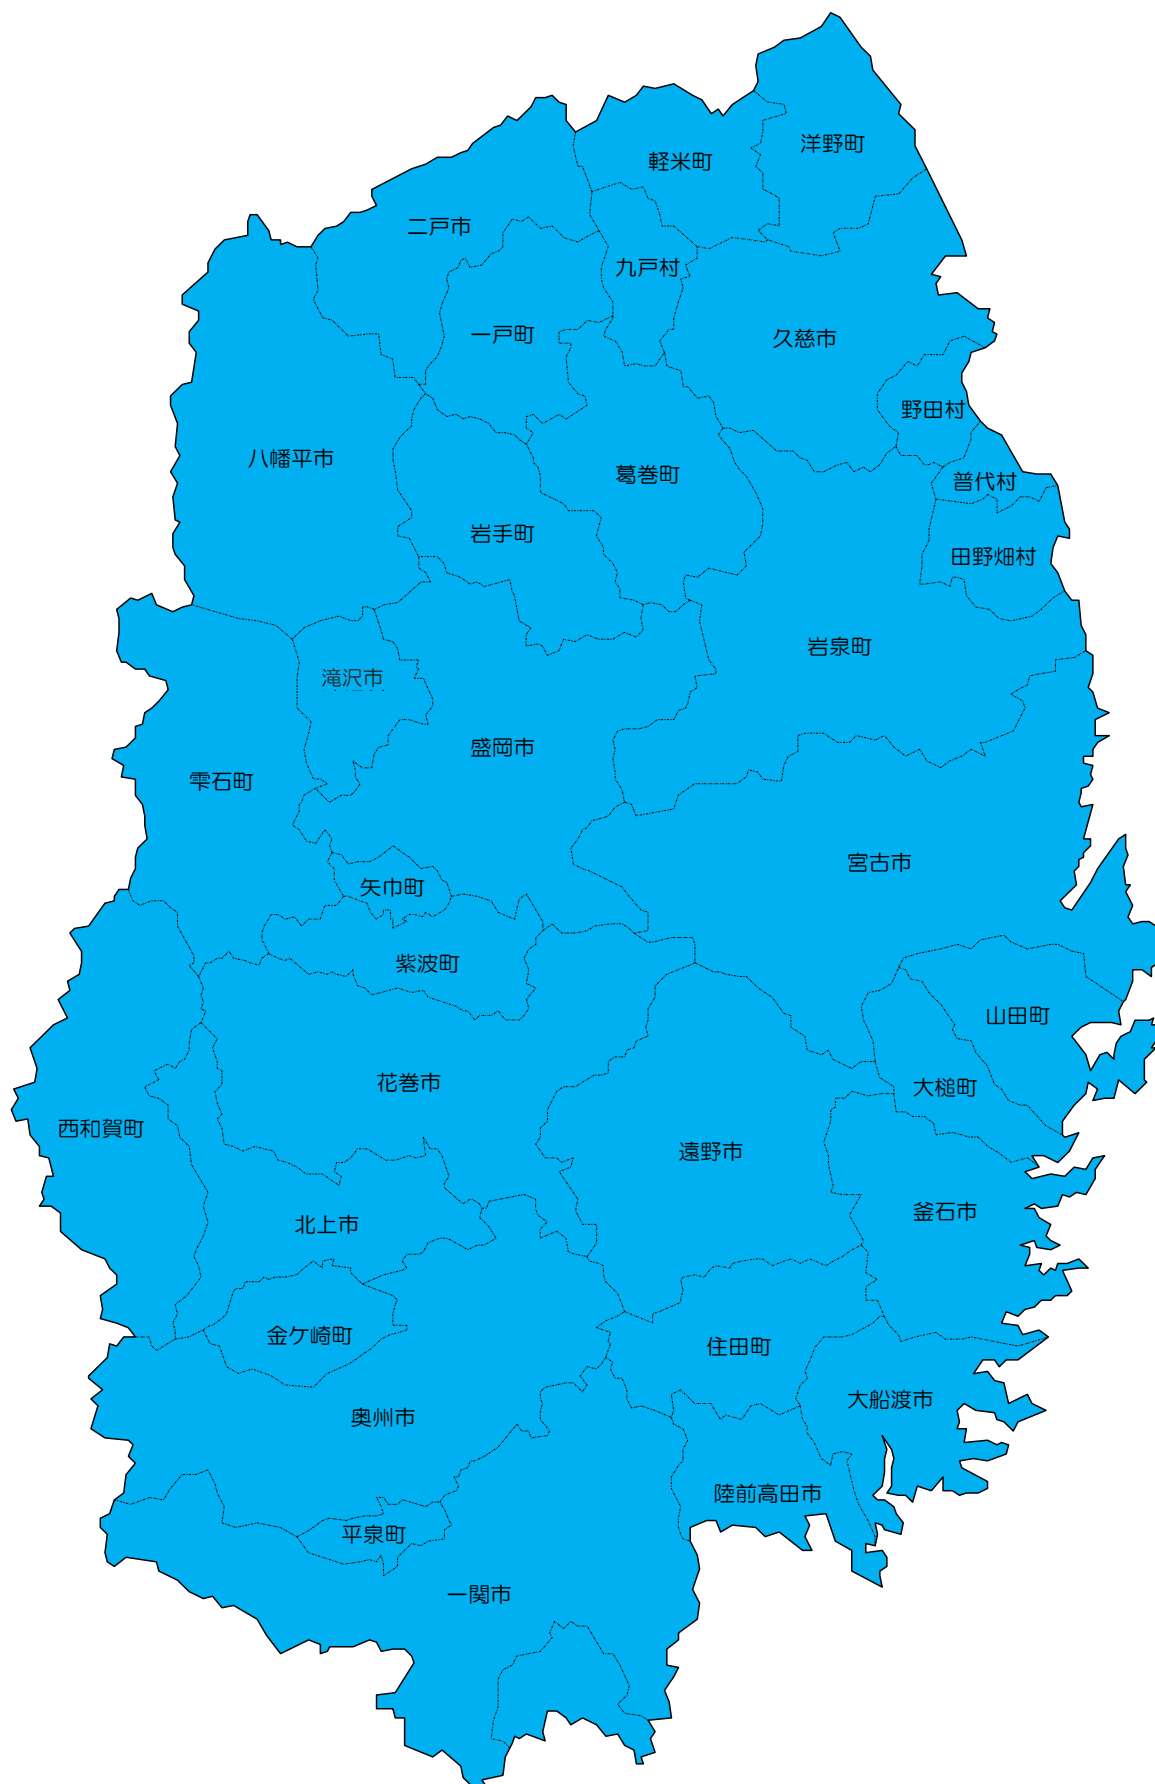 洋野町
軽米町
二戸市
九戸村
一戸町
久慈市
野田村
八幡平市
葛巻町
普代村
岩手町
田野畑村
岩泉町
滝沢市
盛岡市
雫石町
宮古市
矢巾町
紫波町
山田町
花巻市
大槌町
西和賀町
遠野市
釜石市
北上市
金ケ崎町
住田町
大船渡市
奥州市
陸前高田市
平泉町
一関市